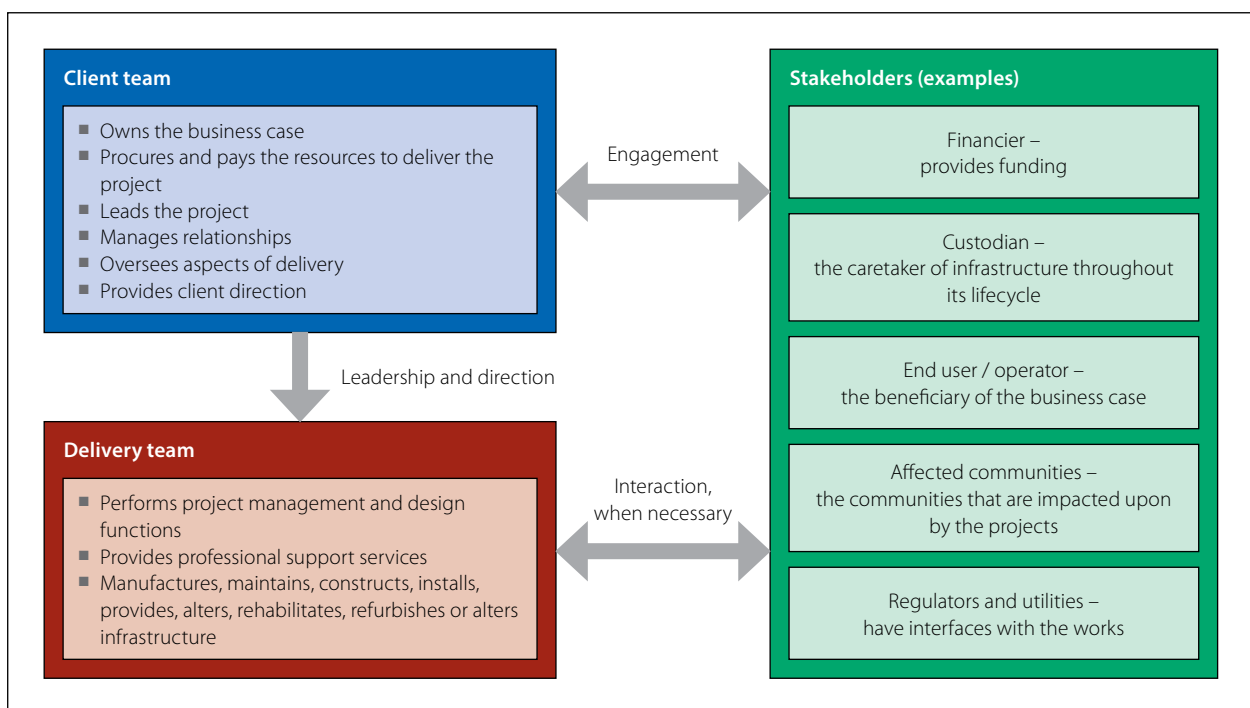 Client team
■ Owns the business case
■ Procures and pays the resources to deliver the
project
■ Leads the project
■ Manages relationships
■ Oversees aspects of delivery
■ Provides client direction
Engagement
Leadership and direction
Delivery team
■ Performs project management and design
functions
■ Provides professional support services
■ Manufactures, maintains, constructs, installs,
provides, alters, rehabilitates, refurbishes or alters
infrastructure
Interaction,
when necessary
Stakeholders (examples)
Financier –
provides funding
Custodian –
the caretaker of infrastructure throughout
its lifecycle
End user / operator –
the beneficiary of the business case
Affected communities –
the communities that are impacted upon
by the projects
Regulators and utilities –
have interfaces with the works